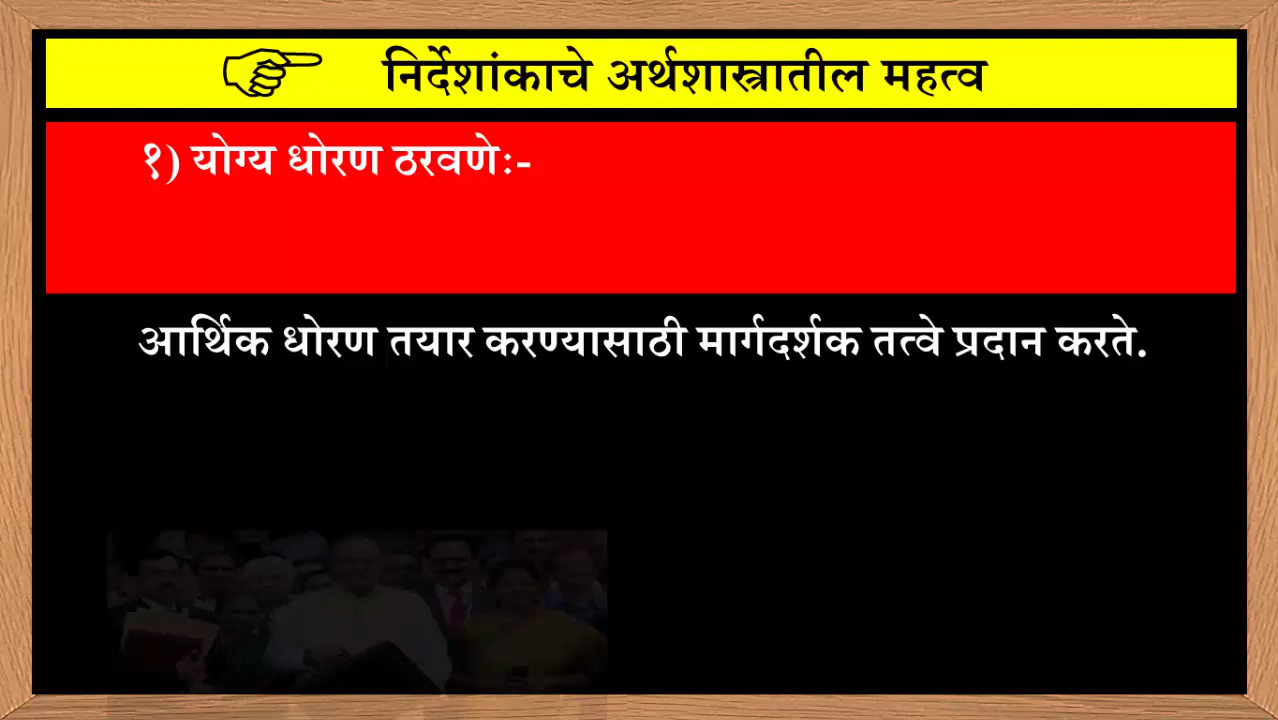 निर्देशांकाचे अर्थशास्त्रातील महत्व
१) योग्य धोरण ठरवणेः-
आर्थिक धोरण तयार करण्यासाठी मार्गदर्शक तत्वे प्रदान करते.